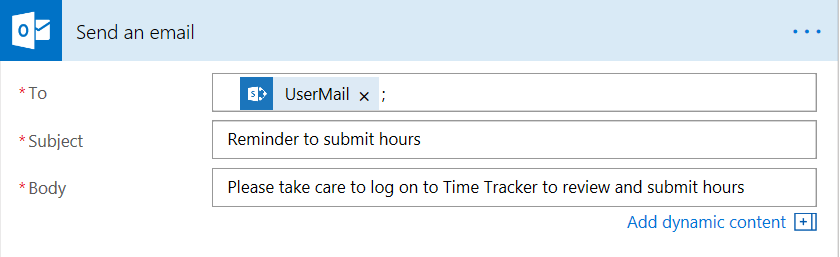 Send an email
* To UserMail × ;
* Subject Reminder to submit hours
* Body Please take care to log on to Time Tracker to review and submit hours
Add dynamic content